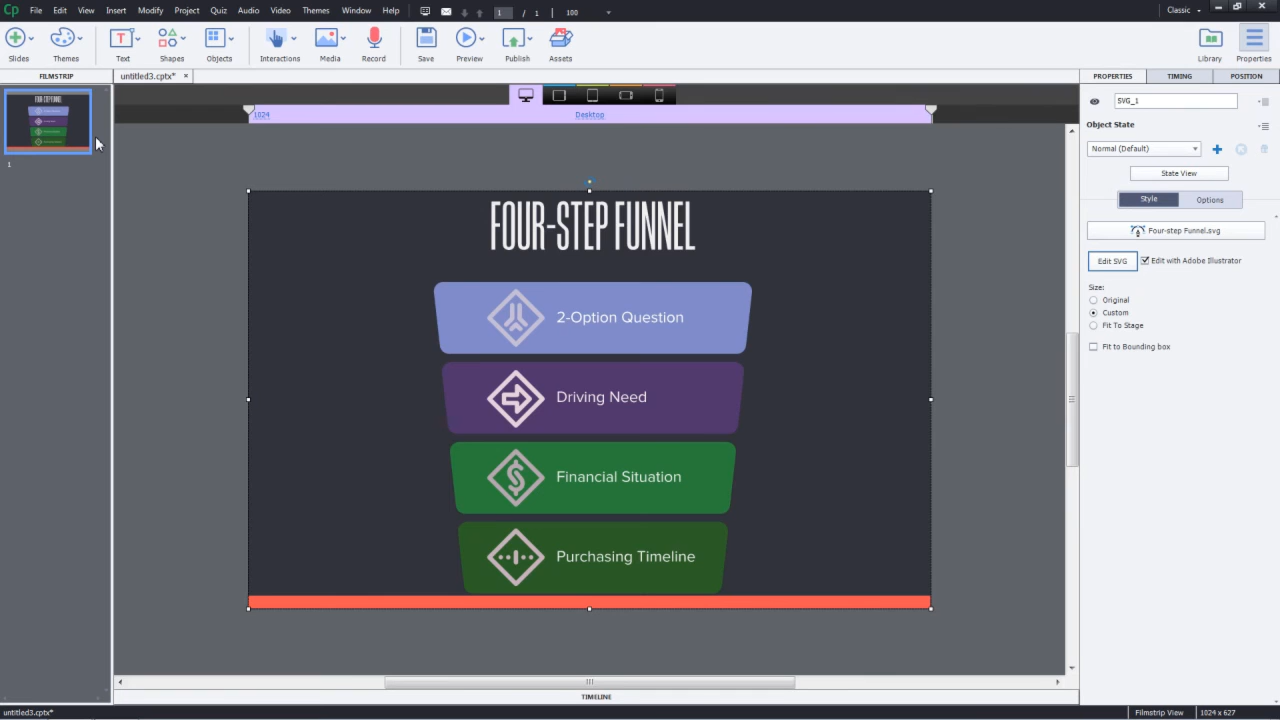 Cp File Edit View Insert Modify Project Quiz Audio Video Themes Window Help 1 / 1 100 Classic
Slides Themes Text Shapes Objects Interactions Media Record Save Preview Publish Assets Library Properties
FILMSTRIP untitled3.cptx* × PROPERTIES TIMING POSITION
FOUR-STEP FUNNEL
1
1024 Desktop
FOUR-STEP FUNNEL
2-Option Question
Driving Need
Financial Situation
Purchasing Timeline
SVG_1
Object State
Normal (Default)
State View
Style Options
Four-step Funnel.svg
Edit SVG Edit with Adobe Illustrator
Size:
Original
Custom
Fit To Stage
Fit to Bounding box
TIMELINE
untitled3.cptx* Filmstrip View 1024 x 627